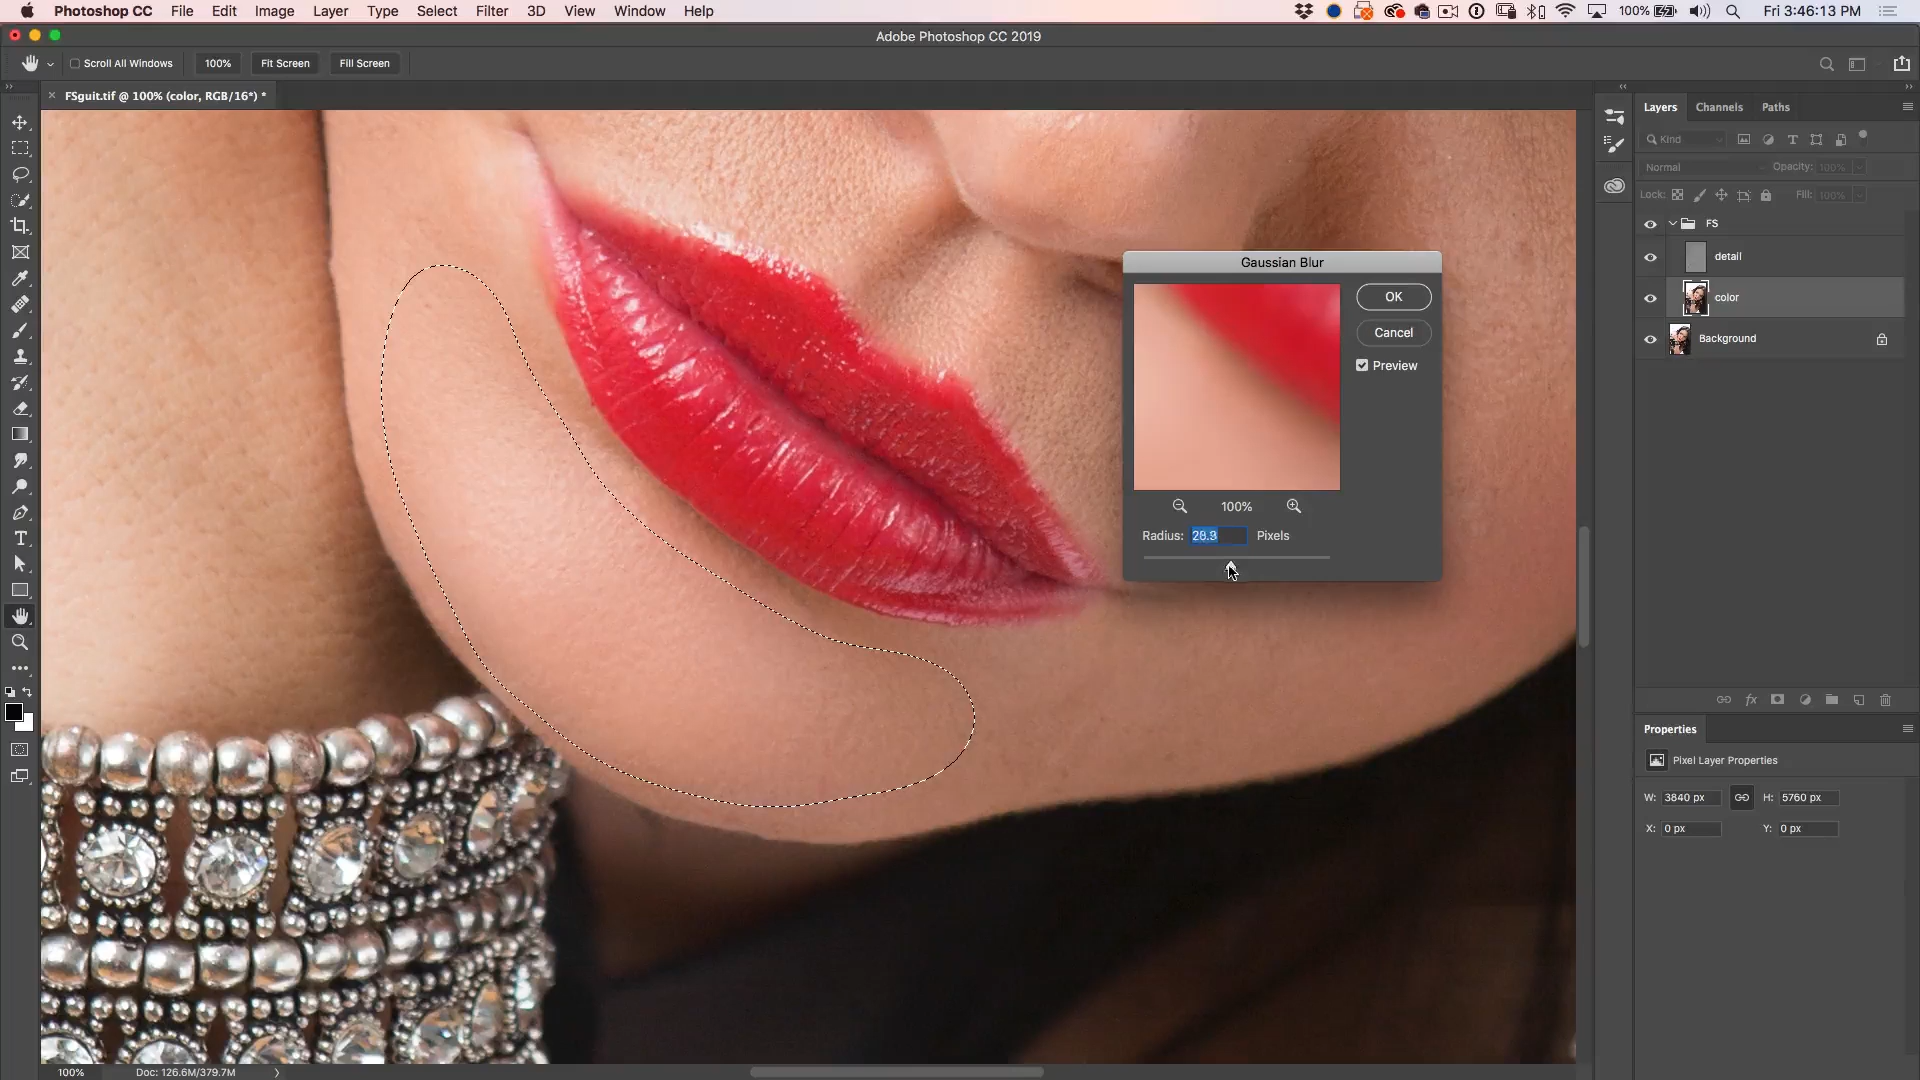 Photoshop CC File Edit Image Layer Type Select Filter 3D View Window Help 100% Fri 3:46:13 PM
Adobe Photoshop CC 2019
Scroll All Windows 100% Fit Screen Fill Screen
FSguit.tif @ 100% (color, RGB/16*) *
Layers Channels Paths
Kind
Normal Opacity: 100%
Lock: Fill: 100%
FS
detail
color
Background
Gaussian Blur
OK
Cancel
Preview
100%
Radius: 28.9 Pixels
Properties
Pixel Layer Properties
W: 3840 px H: 5760 px
X: 0 px Y: 0 px
100% Doc: 126.6M/379.7M